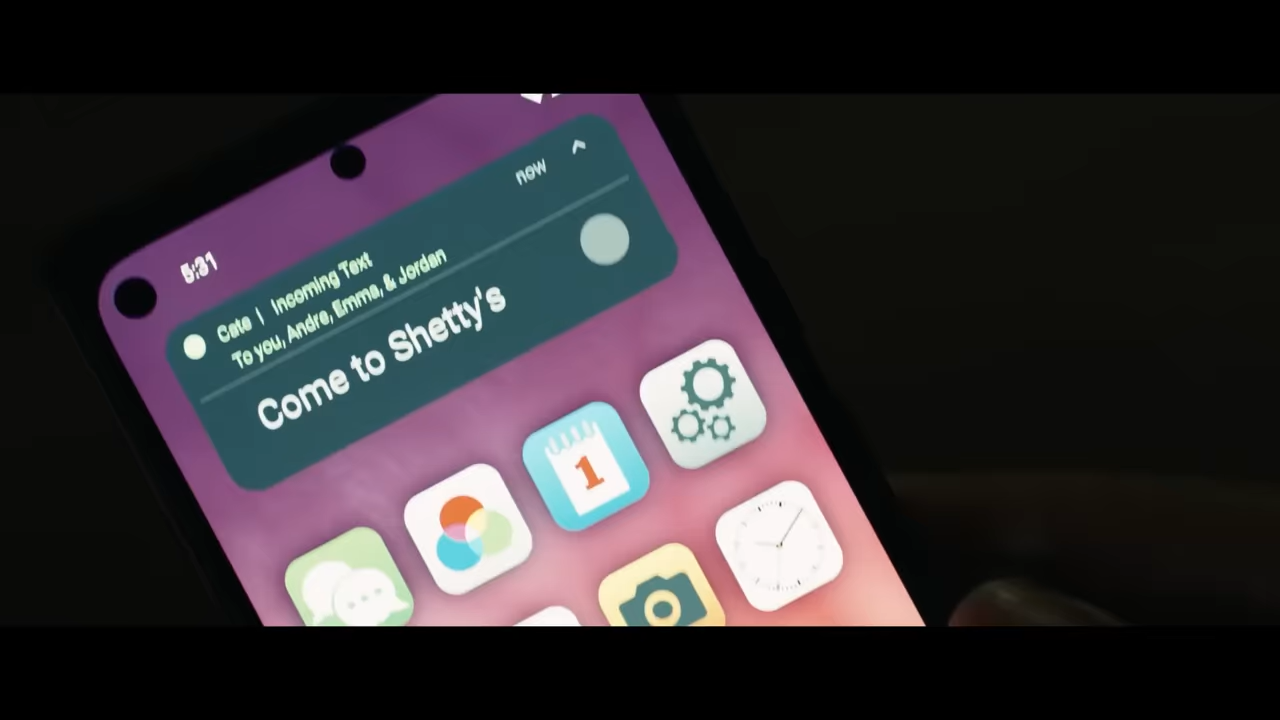 5:31
now
Cate | Incoming Text
To you, Andre, Emma, & Jordan
Come to Shetty's
1